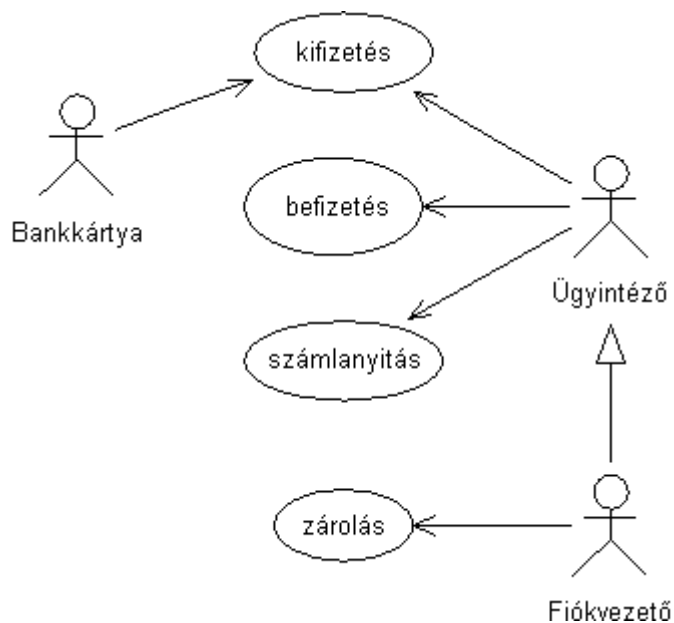 kifizetés
Bankkártya
befizetés
Ügyintéző
számlanyitás
zárolás
Fiókvezető